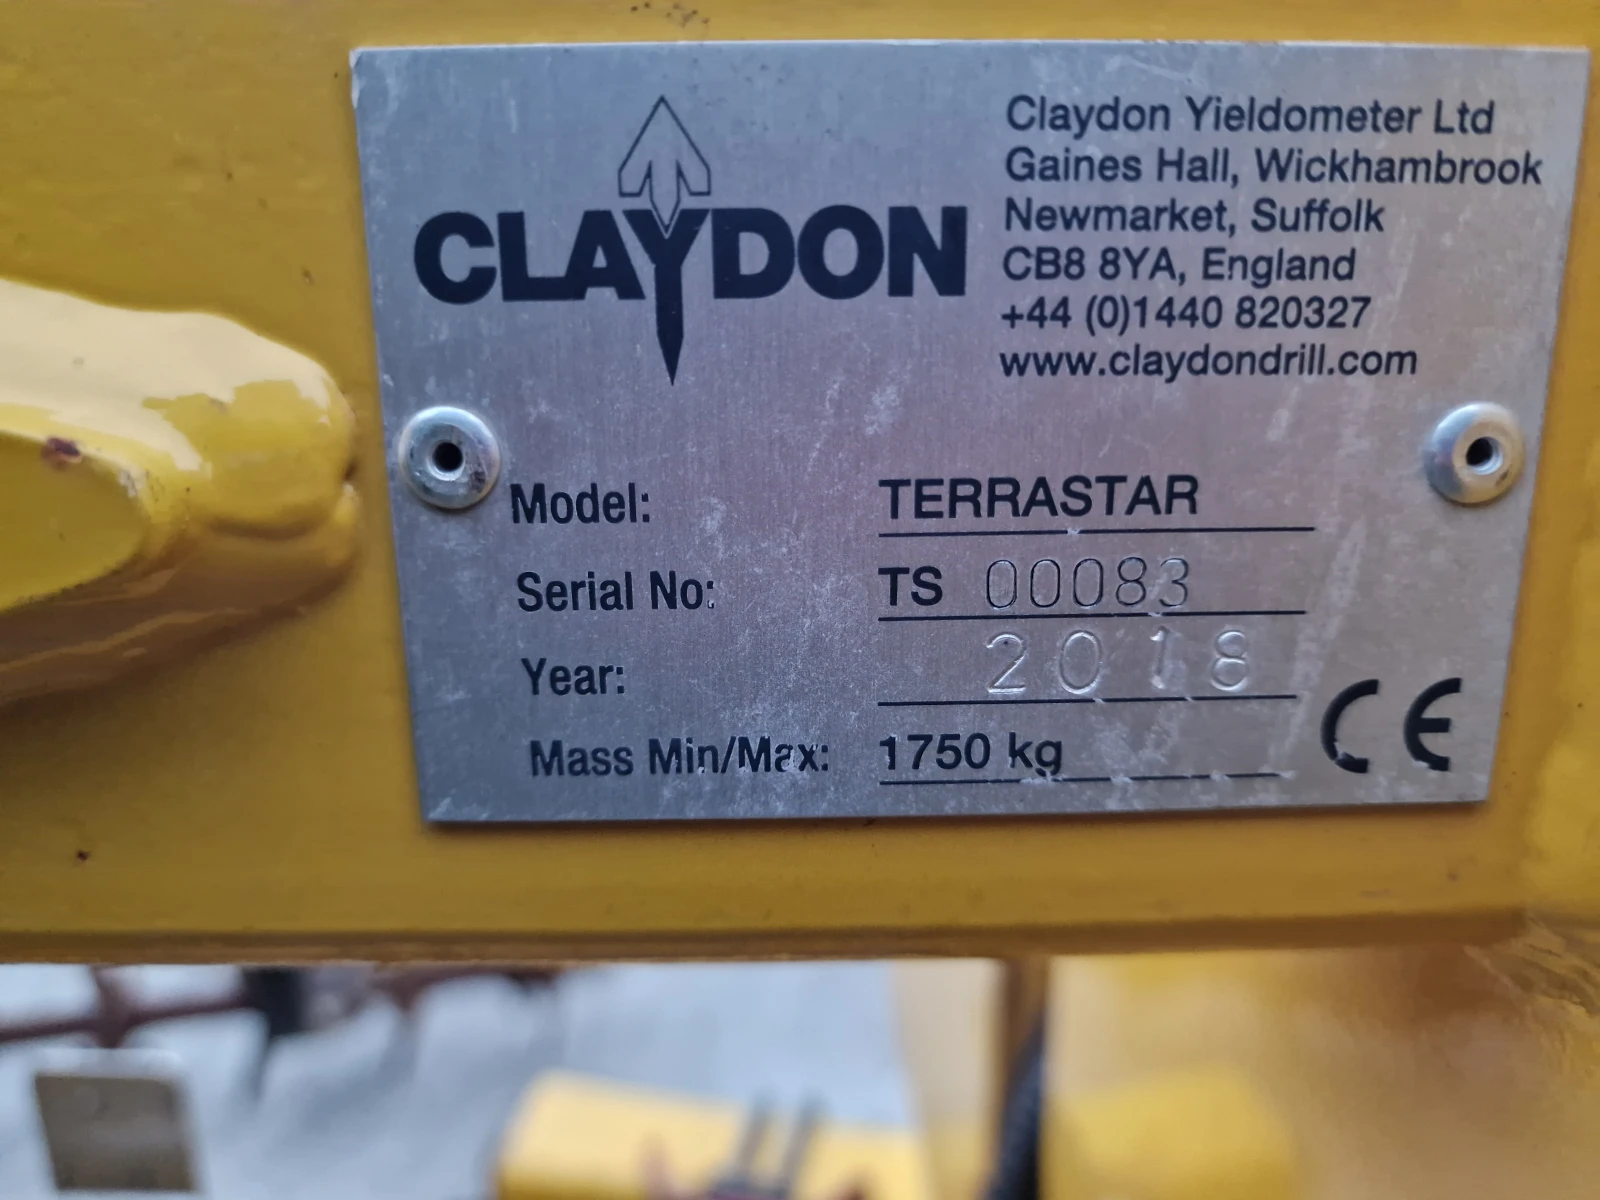 CLAYDON
Claydon Yieldometer Ltd
Gaines Hall, Wickhambrook
Newmarket, Suffolk
CB8 8YA, England
+44 (0)1440 820327
www.claydondrill.com
Model: TERRASTAR
Serial No: TS 00083
Year: 2018
Mass Min/Max: 1750 kg
CE